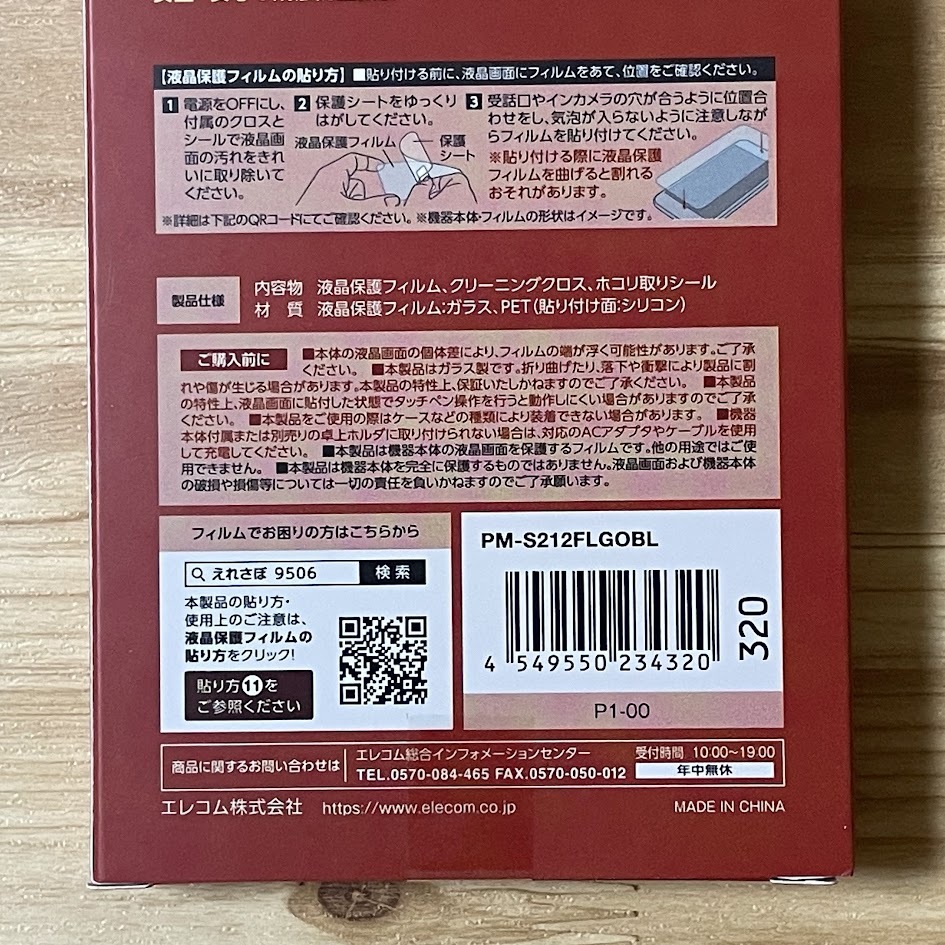 【液晶保護フィルムの貼り方】 ■貼り付ける前に、液晶画面にフィルムをあて、位置をご確認ください。
1 電源をOFFにし、
付属のクロスと
シールで液晶画
面の汚れをきれ
いに取り除いて
ください。
2 保護シートをゆっくり
はがしてください。
液晶保護フィルム
保護
シート
3 受話口やインカメラの穴が合うように位置合
わせをし、気泡が入らないように注意しなが
らフィルムを貼り付けてください。
※貼り付ける際に液晶保護
フィルムを曲げると割れる
おそれがあります。
※詳細は下記のQRコードにてご確認ください。※機器本体・フィルムの形状はイメージです。
製品仕様
内容物 液晶保護フィルム、クリーニングクロス、ホコリ取りシール
材 質 液晶保護フィルム:ガラス、PET(貼り付け面:シリコン)
ご購入前に ■本体の液晶画面の個体差により、フィルムの端が浮く可能性があります。ご了承
ください。 ■本製品はガラス製です。折り曲げたり、落下や衝撃により製品に割
れや傷が生じる場合があります。本製品の特性上、保証いたしかねますのでご了承ください。 ■本製品
の特性上、液晶画面に貼付した状態でタッチペン操作を行うと動作しにくい場合がありますのでご了承
ください。 ■本製品をご使用の際はケースなどの種類により装着できない場合があります。 ■機器
本体付属または別売りの卓上ホルダに取り付けられない場合は、対応のACアダプタやケーブルを使用
して充電してください。 ■本製品は機器本体の液晶画面を保護するフィルムです。他の用途ではご使
用できません。 ■本製品は機器本体を完全に保護するものではありません。液晶画面および機器本体
の破損や損傷等については一切の責任を負いかねますのでご了承願います。
フィルムでお困りの方はこちらから
えれさぽ 9506 検索
本製品の貼り方・
使用上のご注意は、
液晶保護フィルムの
貼り方をクリック!
貼り方⑪を
ご参照ください
PM-S212FLGOBL
4 549550 234320
320
P1-00
商品に関するお問い合わせは
エレコム総合インフォメーションセンター
TEL.0570-084-465 FAX.0570-050-012
受付時間 10:00~19:00
年中無休
エレコム株式会社 https://www.elecom.co.jp
MADE IN CHINA